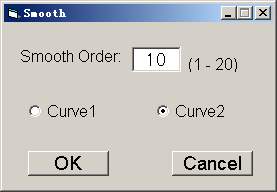 Smooth
Smooth Order: 10 (1 - 20)
Curve1 Curve2
OK Cancel